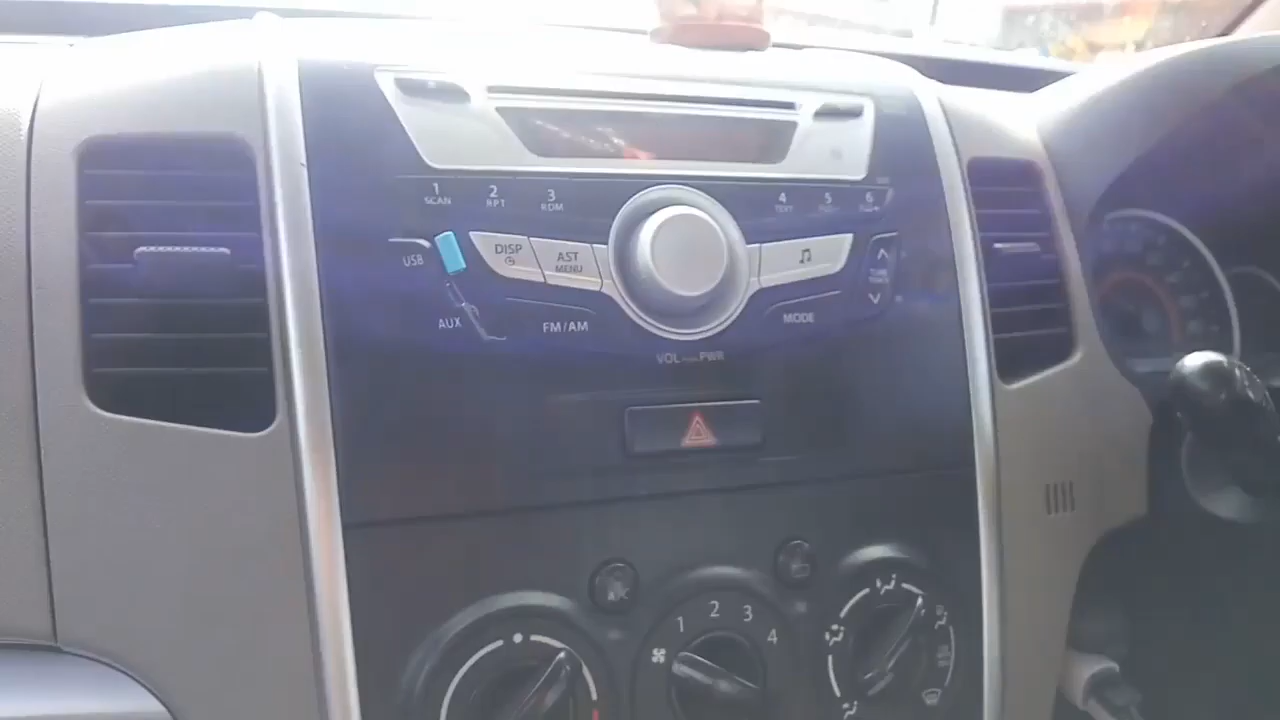 1 SCAN
2 RPT
3 RDM
4 TEXT
5
6
USB
DISP
AST MENU
AUX
FM/AM
MODE
VOL PWR
A/C
1 2 3 4